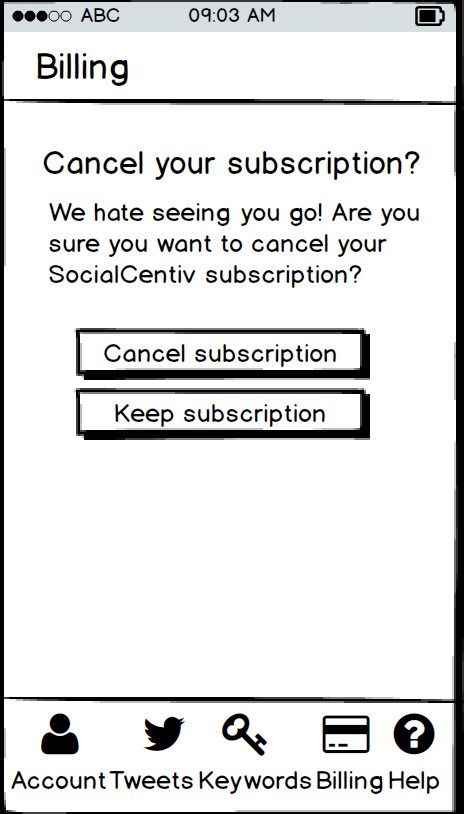 ABC 09:03 AM
Billing
Cancel your subscription?
We hate seeing you go! Are you
sure you want to cancel your
SocialCentiv subscription?
Cancel subscription
Keep subscription
Account Tweets Keywords Billing Help